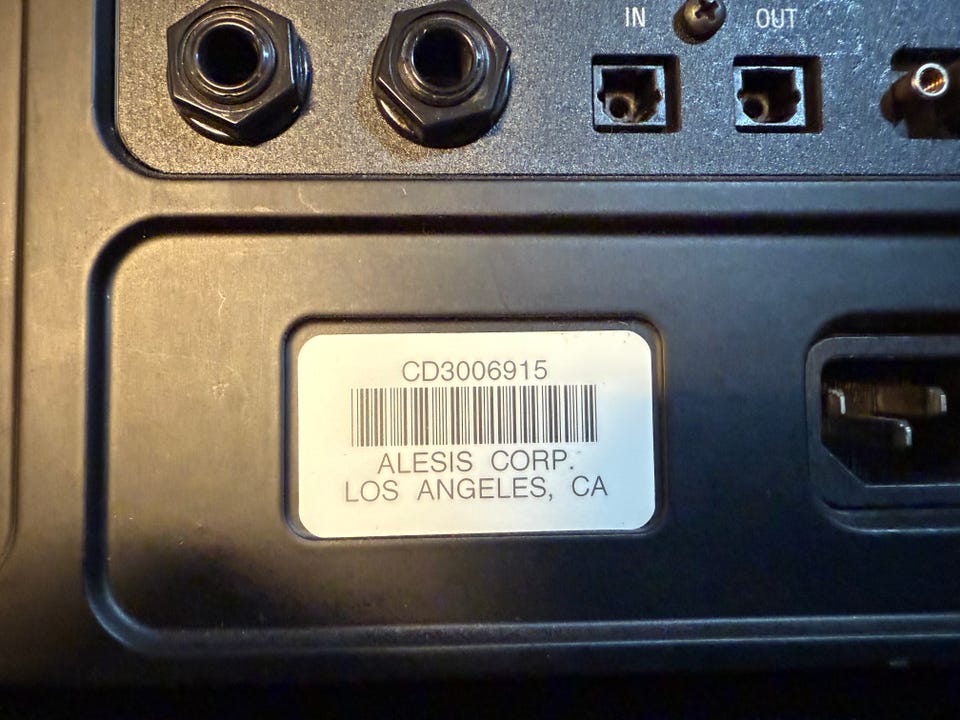 IN OUT
CD3006915
ALESIS CORP.
LOS ANGELES, CA